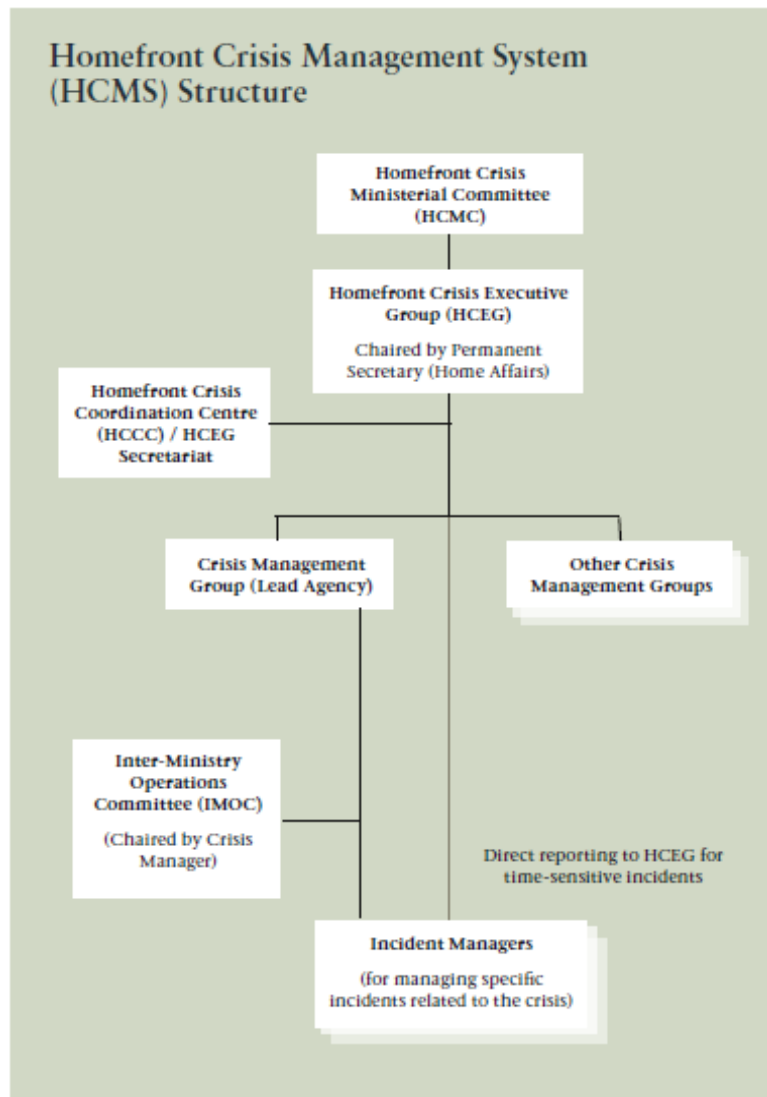 Homefront Crisis Management System
(HCMS) Structure
Homefront Crisis
Ministerial Committee
(HCMC)
Homefront Crisis Executive
Group (HCEG)
Chaired by Permanent
Secretary (Home Affairs)
Homefront Crisis
Coordination Centre
(HCCC) / HCEG
Secretariat
Crisis Management
Group (Lead Agency)
Other Crisis
Management Groups
Inter-Ministry
Operations
Committee (IMOC)
(Chaired by Crisis
Manager)
Direct reporting to HCEG for
time-sensitive incidents
Incident Managers
(for managing specific
incidents related to the crisis)